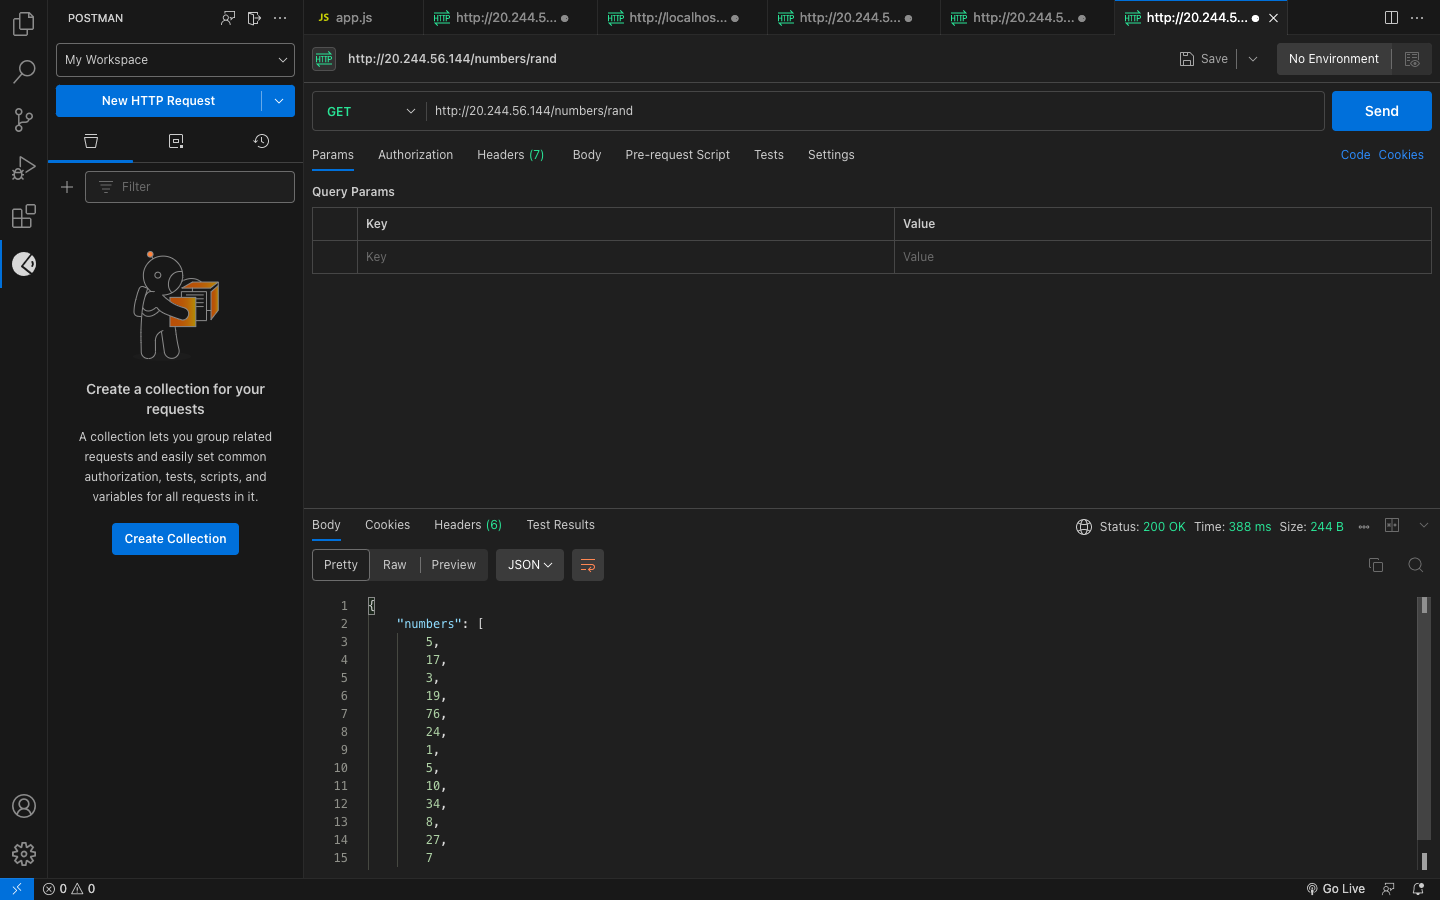 POSTMAN
My Workspace
New HTTP Request
Filter
Create a collection for your
requests
A collection lets you group related
requests and easily set common
authorization, tests, scripts, and
variables for all requests in it.
Create Collection
JS app.js
HTTP http://20.244.5...
HTTP http://localhos...
HTTP http://20.244.5...
HTTP http://20.244.5...
HTTP http://20.244.5...
HTTP http://20.244.56.144/numbers/rand
Save
No Environment
GET http://20.244.56.144/numbers/rand
Send
Params Authorization Headers (7) Body Pre-request Script Tests Settings
Code Cookies
Query Params
Key Value
Key Value
Body Cookies Headers (6) Test Results
Status: 200 OK Time: 388 ms Size: 244 B
Pretty Raw Preview JSON
1 {
2 "numbers": [
3 5,
4 17,
5 3,
6 19,
7 76,
8 24,
9 1,
10 5,
11 10,
12 34,
13 8,
14 27,
15 7
0 0
Go Live